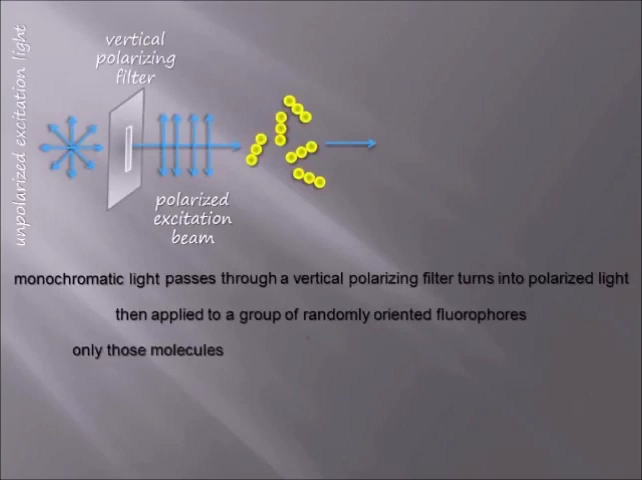 unpolarized excitation light
vertical
polarizing
filter
polarized
excitation
beam
monochromatic light passes through a vertical polarizing filter turns into polarized light
then applied to a group of randomly oriented fluorophores
only those molecules